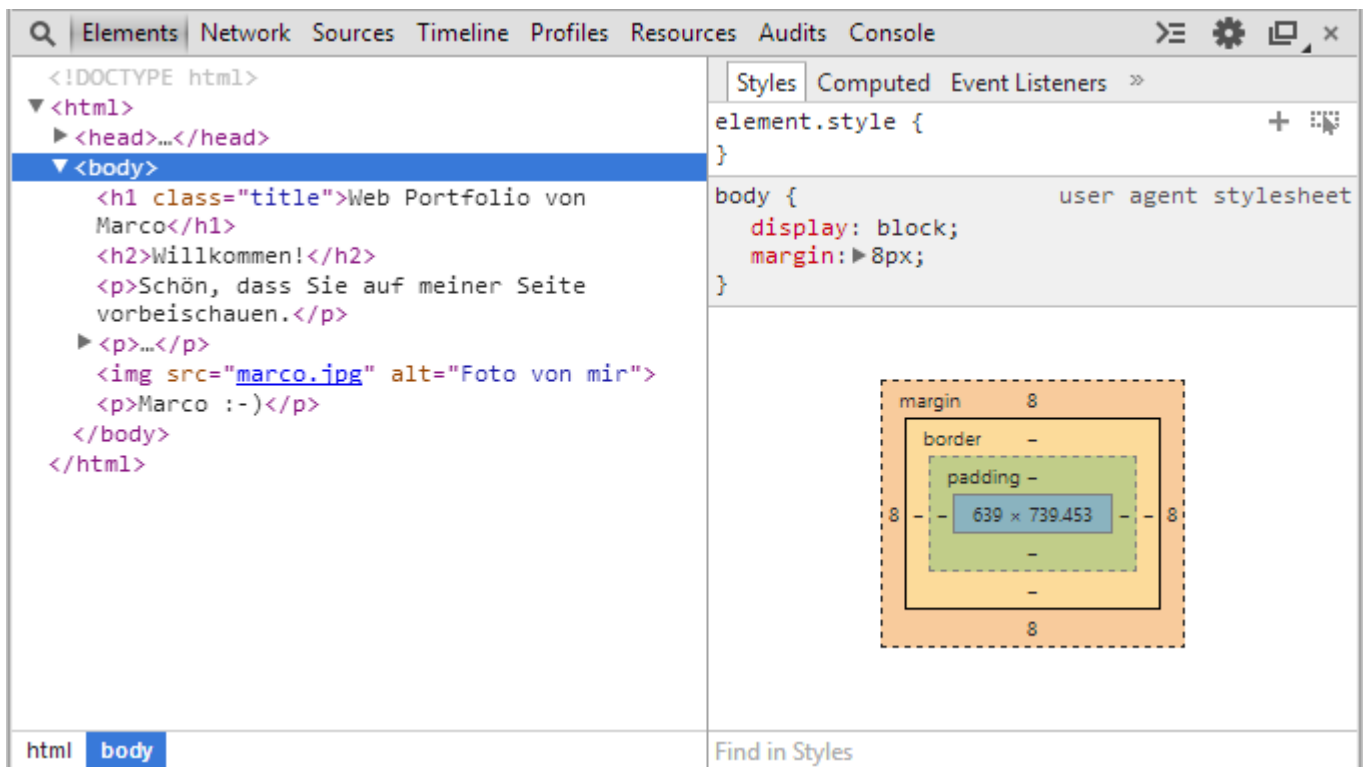 Elements Network Sources Timeline Profiles Resources Audits Console
<!DOCTYPE html>
▼<html>
▶<head>…</head>
▼<body>
<h1 class="title">Web Portfolio von
Marco</h1>
<h2>Willkommen!</h2>
<p>Schön, dass Sie auf meiner Seite
vorbeischauen.</p>
▶<p>…</p>
<img src="marco.jpg" alt="Foto von mir">
<p>Marco :-)</p>
</body>
</html>
html body
Styles Computed Event Listeners »
element.style {
}
body { user agent stylesheet
display: block;
margin:▶8px;
}
margin 8
border –
padding –
8 – – 639 × 739.453 – – 8
–
–
8
Find in Styles